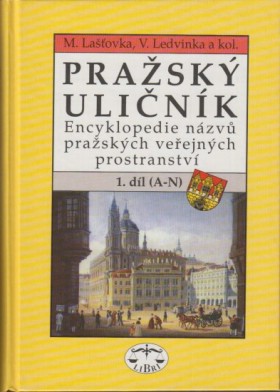 M. Lašťovka, V. Ledvinka a kol.
PRAŽSKÝ
ULIČNÍK
Encyklopedie názvů
pražských veřejných
prostranství
1. díl (A-N)
LIBRI